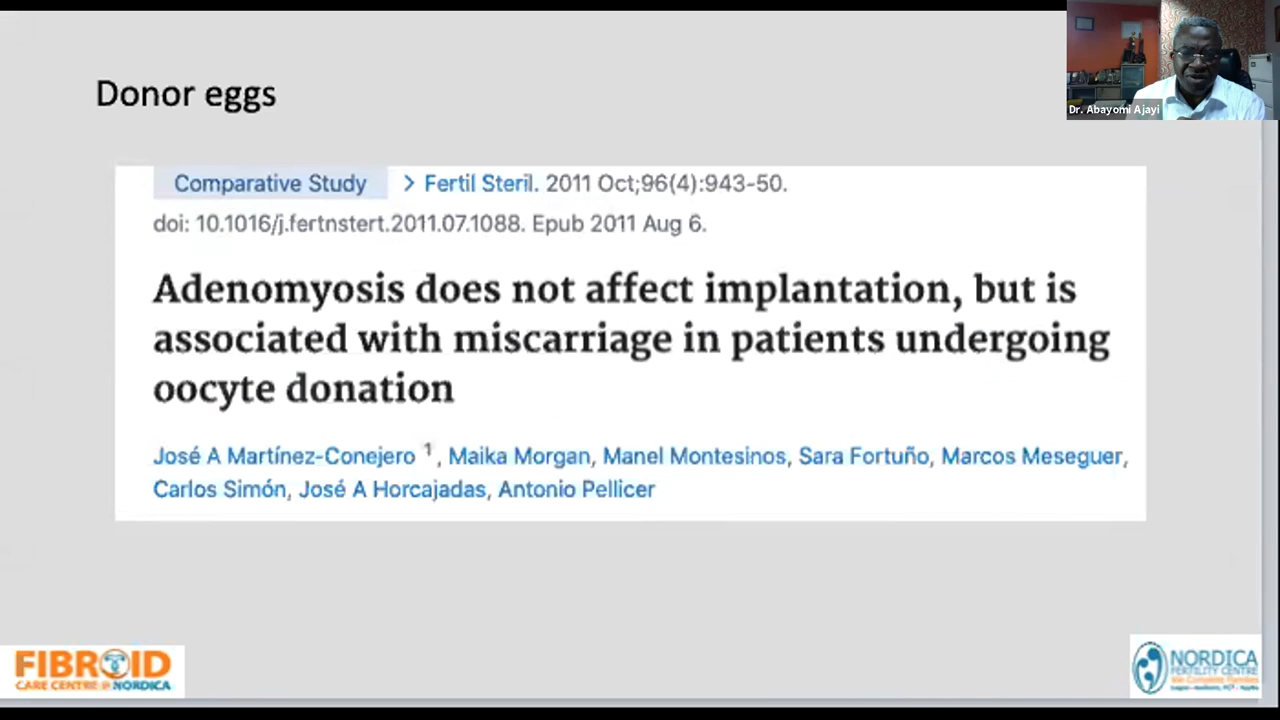 Donor eggs
Dr. Abayomi Ajayi
Comparative Study > Fertil Steril. 2011 Oct;96(4):943-50.
doi: 10.1016/j.fertnstert.2011.07.1088. Epub 2011 Aug 6.
Adenomyosis does not affect implantation, but is
associated with miscarriage in patients undergoing
oocyte donation
José A Martínez-Conejero 1, Maika Morgan, Manel Montesinos, Sara Fortuño, Marcos Meseguer,
Carlos Simón, José A Horcajadas, Antonio Pellicer
FIBROID
CARE CENTRE @ NORDICA
NORDICA
FERTILITY CENTRE